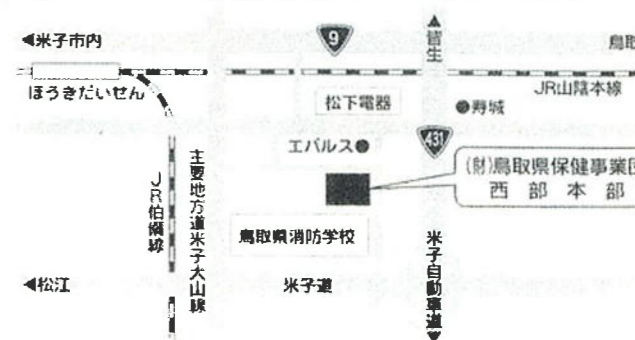 ◀米子市内
9
▲皆生
鳥取
ほうきだいせん
JR山陰本線
松下電器
●寿城
エパルス●
431
(財)鳥取県保健事業団
西部本部
JR伯備線
主要地方道米子大山線
鳥取県消防学校
米子自動車道▼
◀松江
米子道